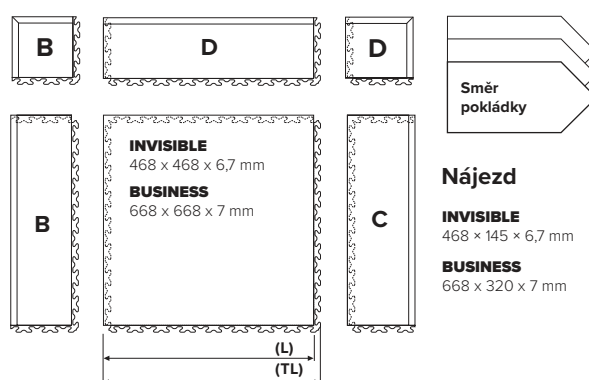 B
D
D
Směr
pokládky
INVISIBLE
468 x 468 x 6,7 mm
BUSINESS
668 x 668 x 7 mm
B
C
Nájezd
INVISIBLE
468 × 145 × 6,7 mm
BUSINESS
668 x 320 x 7 mm
(L)
(TL)